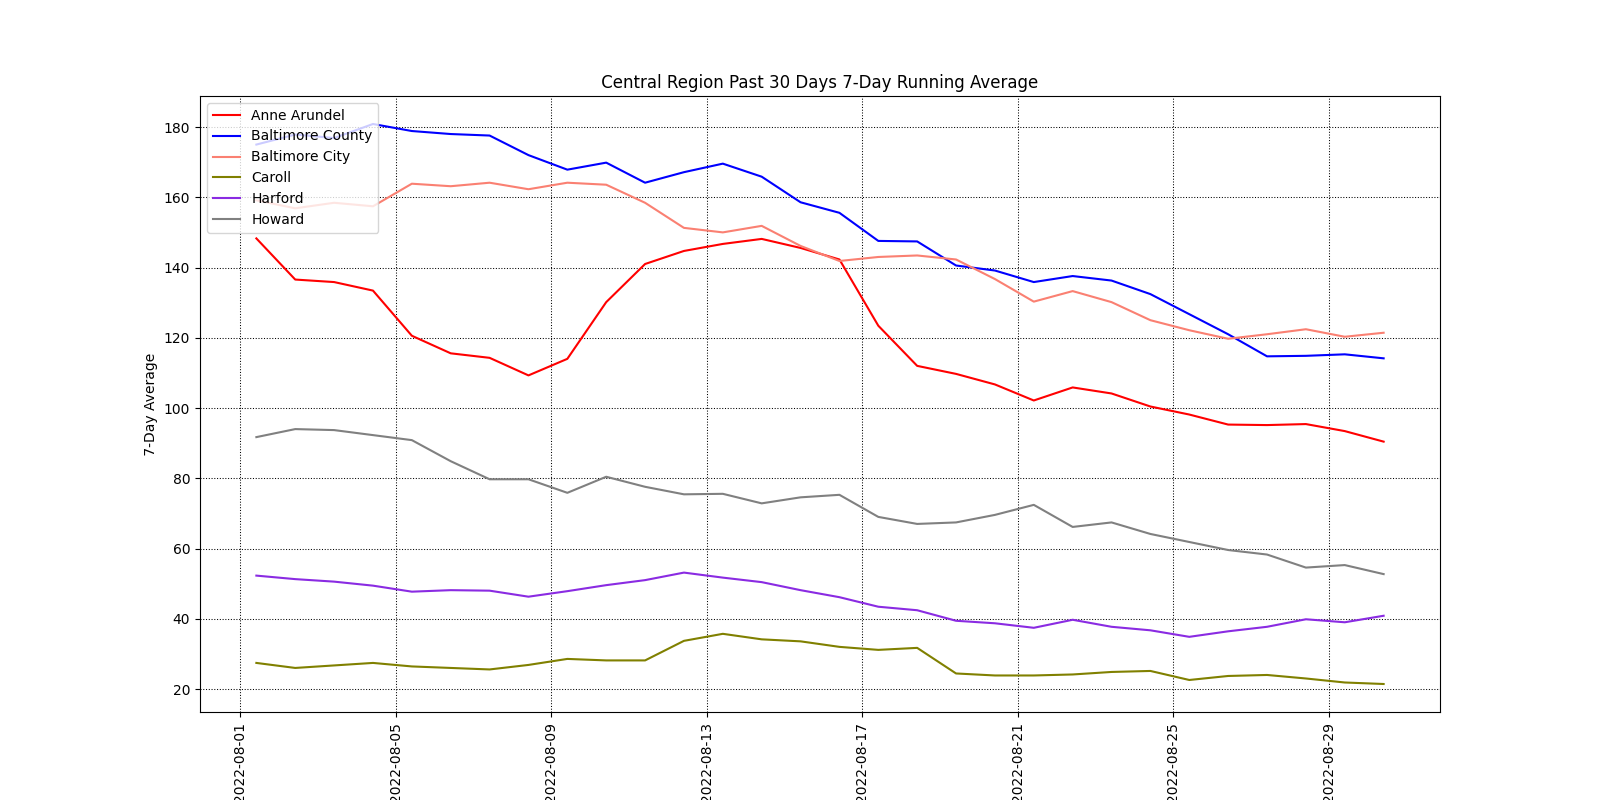 Central Region Past 30 Days 7-Day Running Average
Anne Arundel
Baltimore County
Baltimore City
Caroll
Harford
Howard
180
160
140
120
100
80
60
40
20
7-Day Average
2022-08-01
2022-08-05
2022-08-09
2022-08-13
2022-08-17
2022-08-21
2022-08-25
2022-08-29